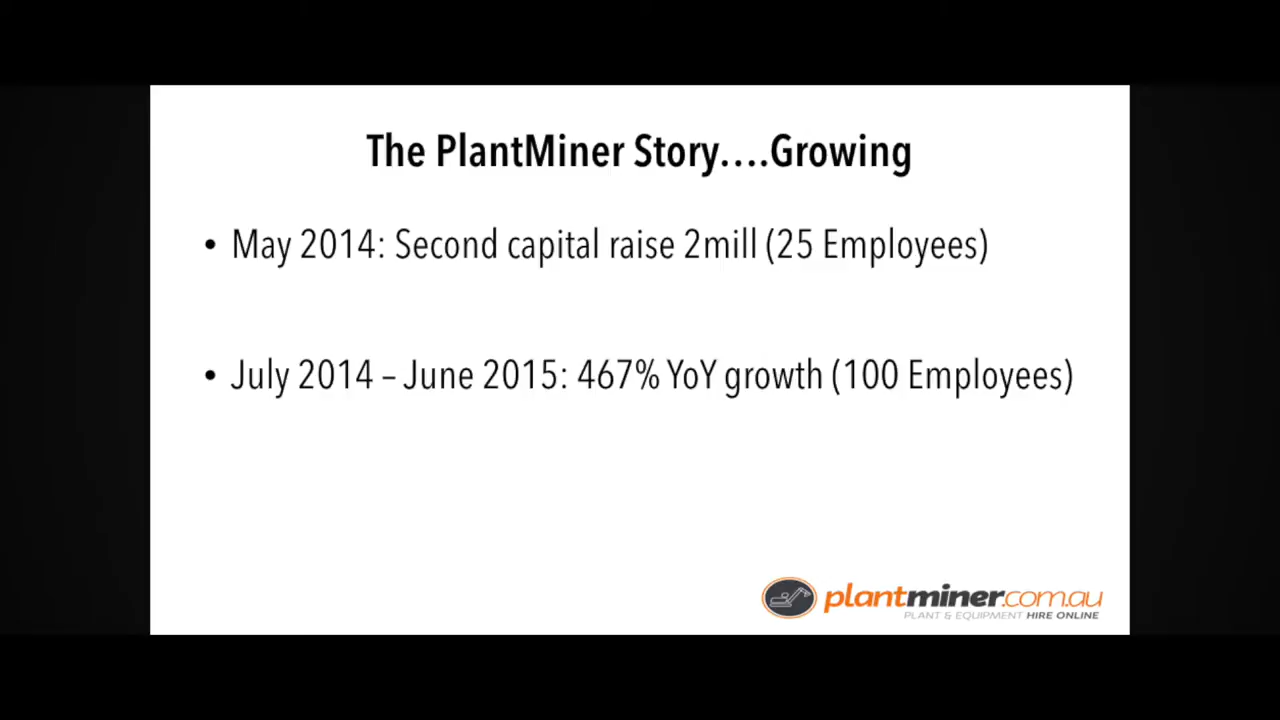 The PlantMiner Story....Growing
• May 2014: Second capital raise 2mill (25 Employees)
• July 2014 – June 2015: 467% YoY growth (100 Employees)
plantminer.com.au
PLANT & EQUIPMENT HIRE ONLINE